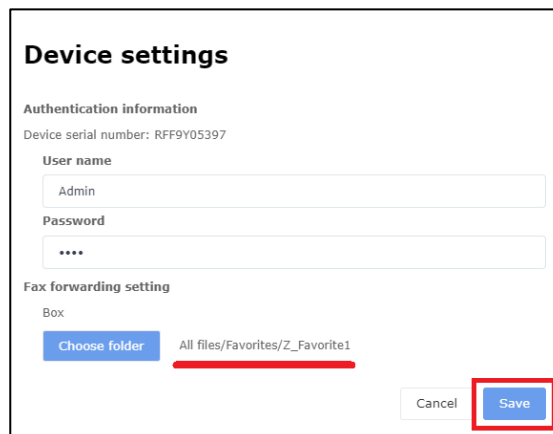 Device settings
Authentication information
Device serial number: RFF9Y05397
User name
Admin
Password
••••
Fax forwarding setting
Box
Choose folder All files/Favorites/Z_Favorite1
Cancel Save